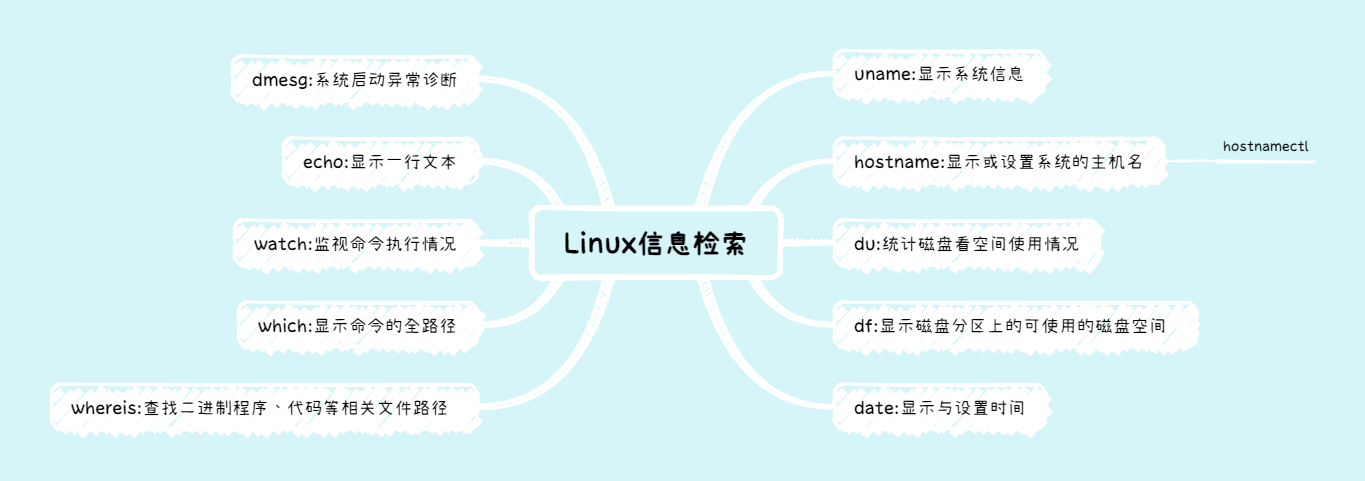 dmesg:系统启动异常诊断
echo:显示一行文本
watch:监视命令执行情况
which:显示命令的全路径
whereis:查找二进制程序、代码等相关文件路径
Linux信息检索
uname:显示系统信息
hostname:显示或设置系统的主机名
hostnamectl
du:统计磁盘看空间使用情况
df:显示磁盘分区上的可使用的磁盘空间
date:显示与设置时间